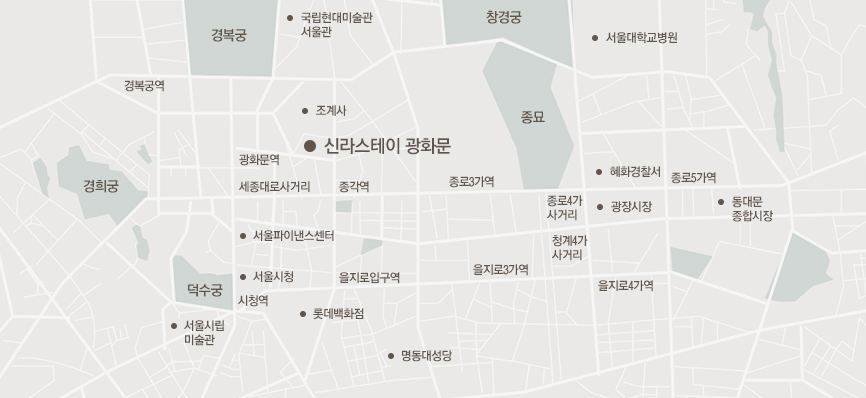 국립현대미술관
서울관
창경궁
경복궁
서울대학교병원
경복궁역
조계사
종묘
신라스테이 광화문
광화문역
혜화경찰서
종로5가역
경희궁
세종대로사거리
종각역
종로3가역
종로4가
사거리
광장시장
동대문
종합시장
서울파이낸스센터
청계4가
사거리
서울시청
을지로입구역
을지로3가역
을지로4가역
덕수궁
시청역
롯데백화점
서울시립
미술관
명동대성당